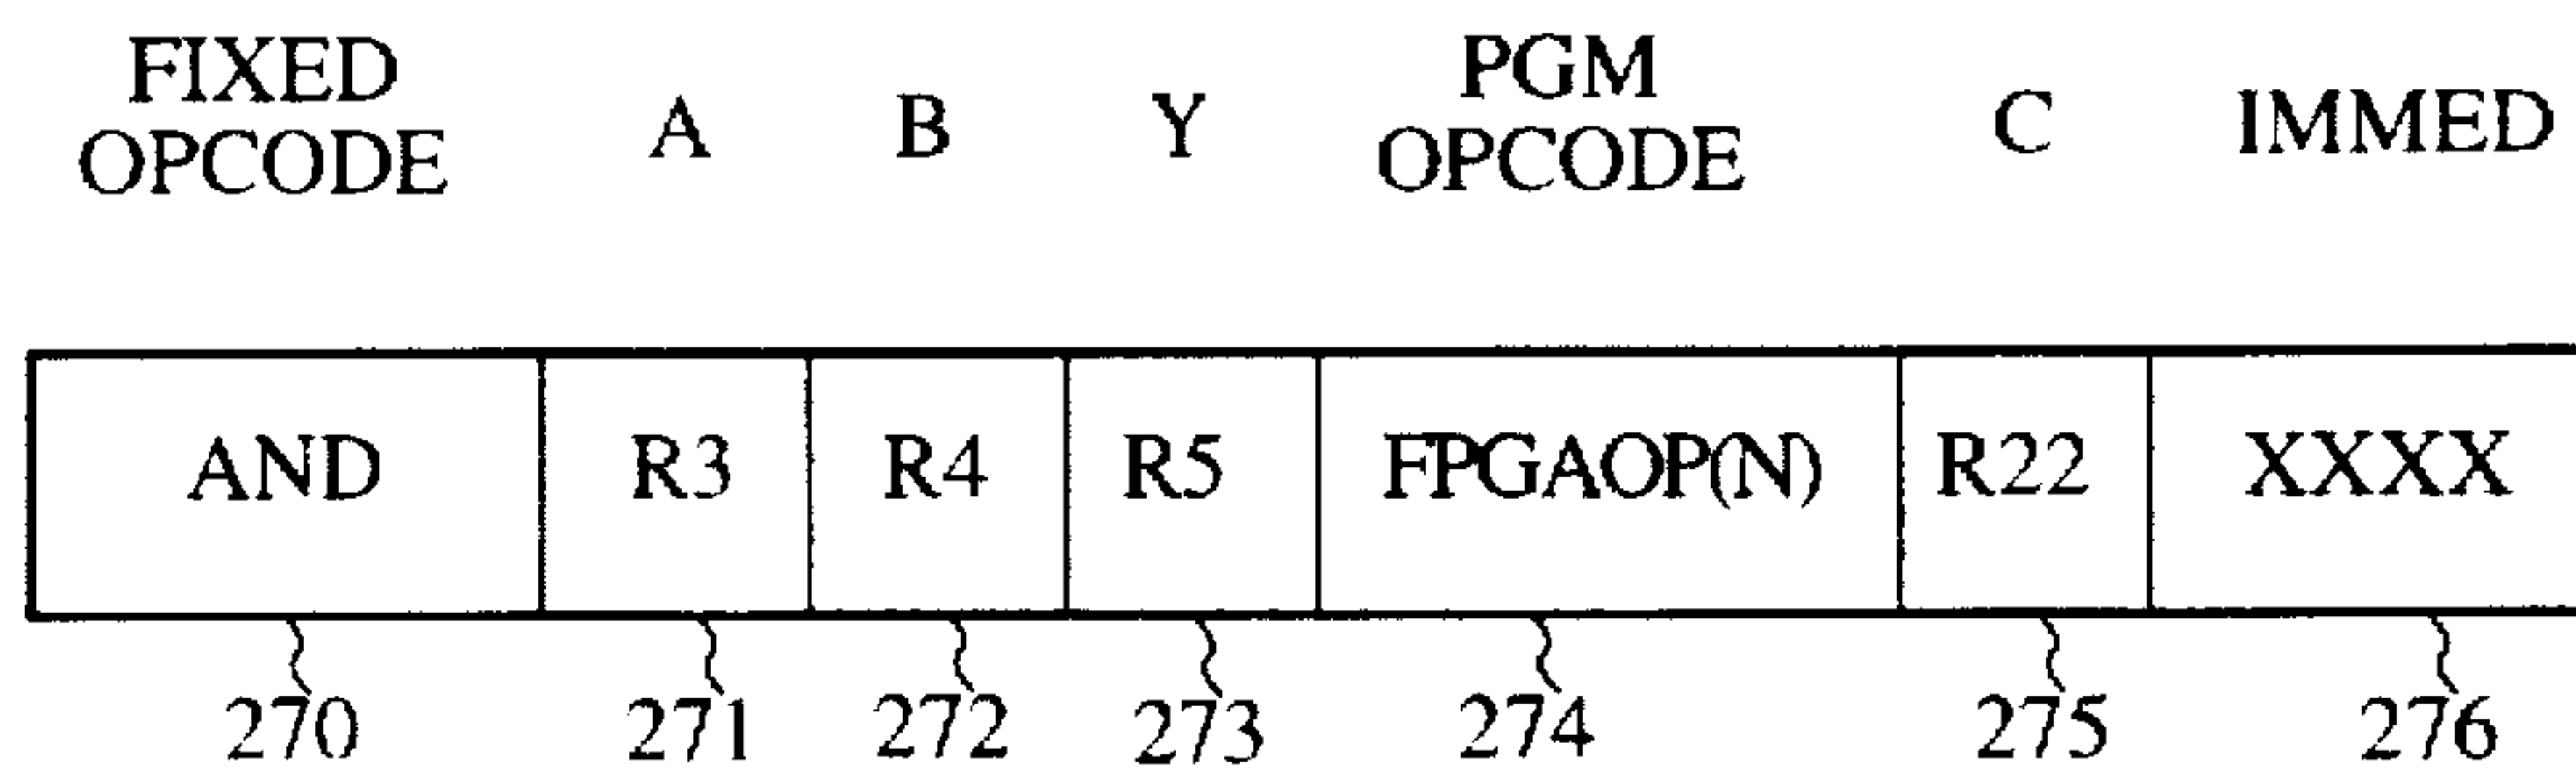 FIXED OPCODE A B Y PGM OPCODE C IMMED
AND R3 R4 R5 FPGAOP(N) R22 XXXX
270 271 272 273 274 275 276